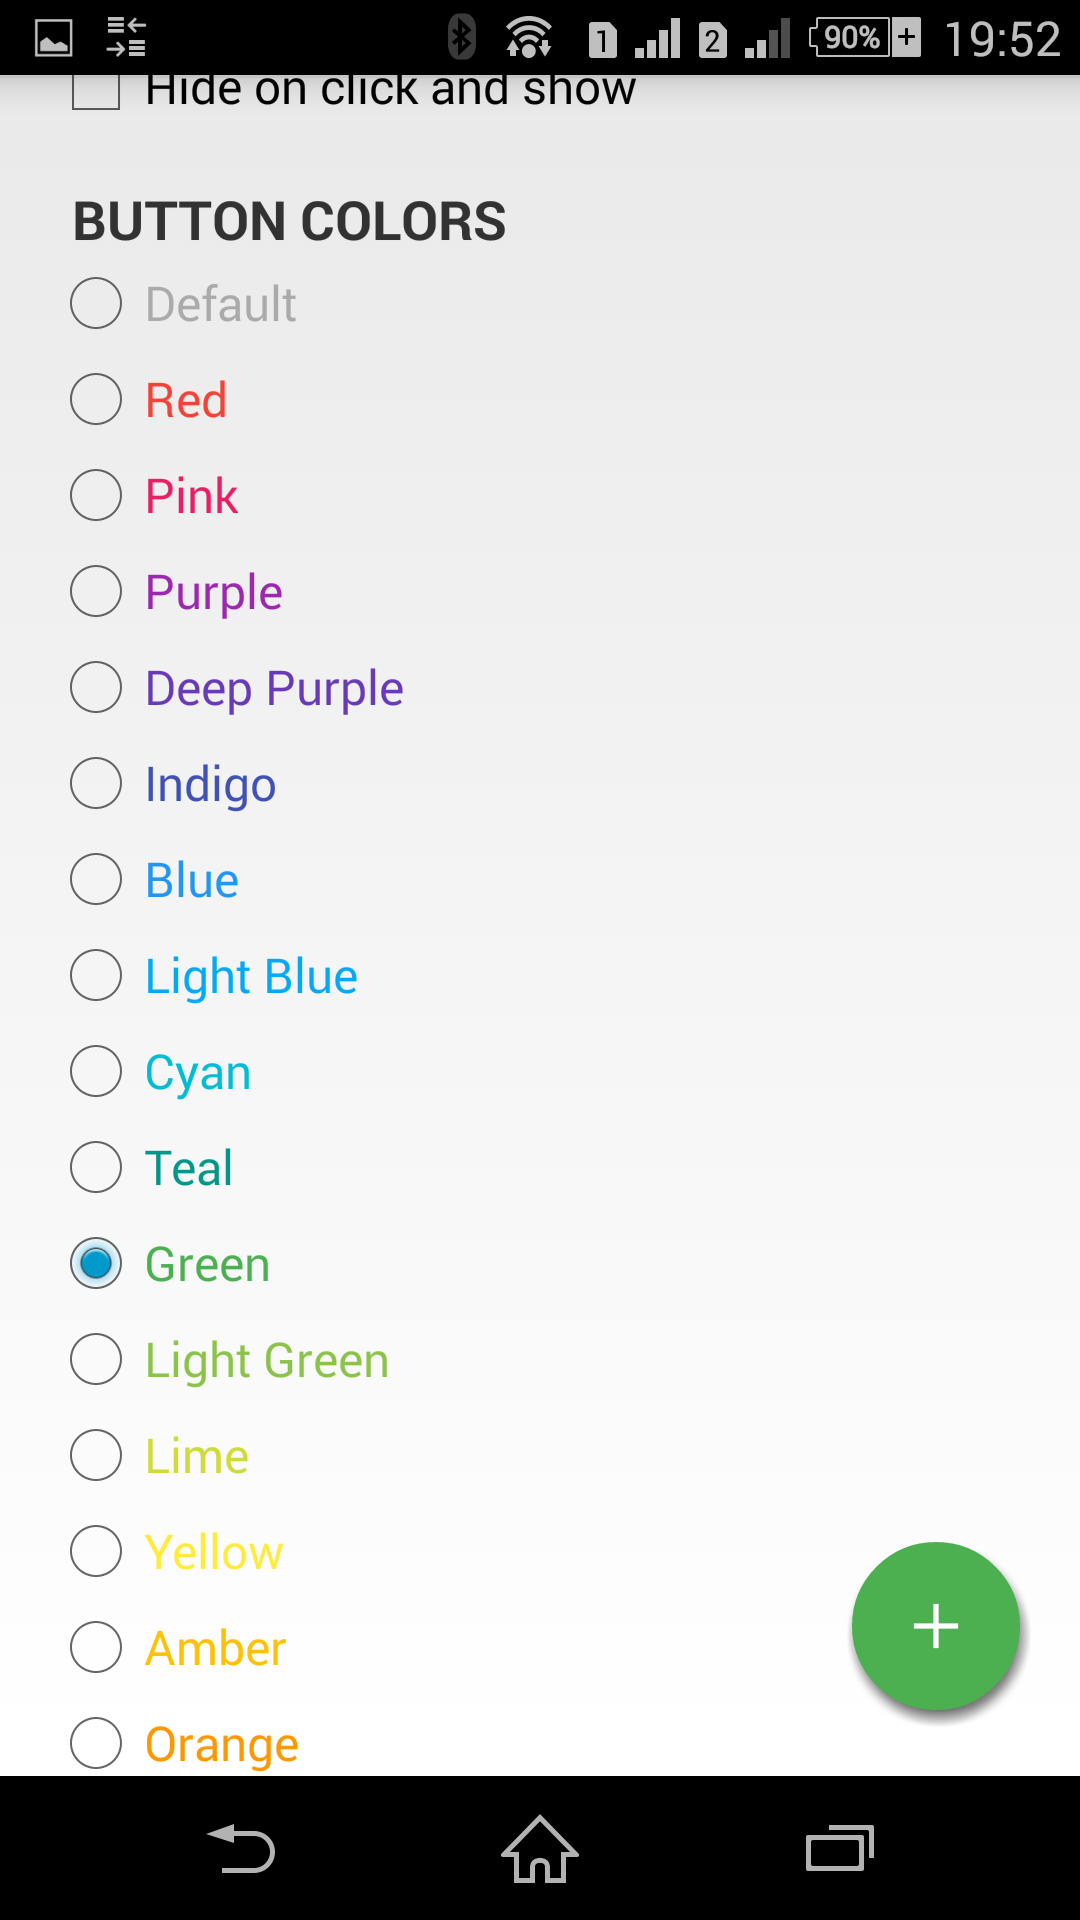 1 2 90% 19:52
Hide on click and show
BUTTON COLORS
Default
Red
Pink
Purple
Deep Purple
Indigo
Blue
Light Blue
Cyan
Teal
Green
Light Green
Lime
Yellow
Amber
Orange